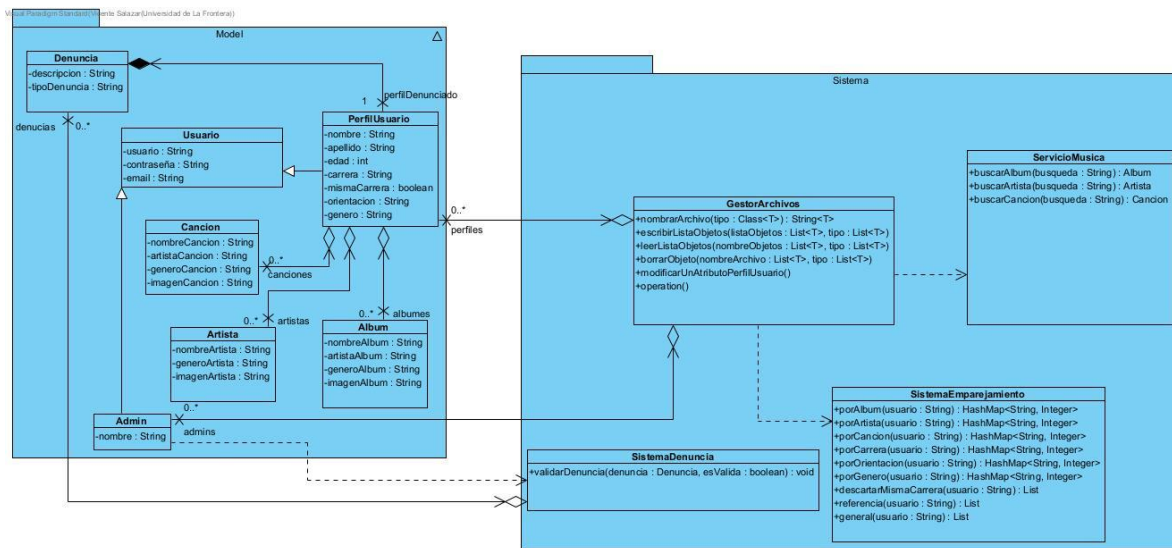 Visual Paradigm Standard(Vicente Salazar(Universidad de La Frontera))
Model
Denuncia
-descripcion : String
-tipoDenuncia : String
1
perfilDenunciado
denucias
0..*
Usuario
-usuario : String
-contraseña : String
-email : String
PerfilUsuario
-nombre : String
-apellido : String
-edad : int
-carrera : String
-mismaCarrera : boolean
-orientacion : String
-genero : String
0..*
perfiles
Cancion
-nombreCancion : String
-artistaCancion : String
-generoCancion : String
-imagenCancion : String
0..*
canciones
0..*
artistas
0..*
albumes
Artista
-nombreArtista : String
-generoArtista : String
-imagenArtista : String
Album
-nombreAlbum : String
-artistaAlbum : String
-generoAlbum : String
-imagenAlbum : String
Admin
-nombre : String
0..*
admins
Sistema
ServicioMusica
+buscarAlbum(busqueda : String) : Album
+buscarArtista(busqueda : String) : Artista
+buscarCancion(busqueda : String) : Cancion
GestorArchivos
+nombrarArchivo(tipo : Class<T>) : String<T>
+escribirListaObjetos(listaObjetos : List<T>, tipo : List<T>)
+leerListaObjetos(nombreObjetos : List<T>, tipo : List<T>)
+borrarObjeto(nombreArchivo : List<T>, tipo : List<T>)
+modificarUnAtributoPerfilUsuario()
+operation()
SistemaEmparejamiento
+porAlbum(usuario : String) : HashMap<String, Integer>
+porArtista(usuario : String) : HashMap<String, Integer>
+porCancion(usuario : String) : HashMap<String, Integer>
+porCarrera(usuario : String) : HashMap<String, Integer>
+porOrientacion(usuario : String) : HashMap<String, Integer>
+porGenero(usuario : String) : HashMap<String, Integer>
+descartarMismaCarrera(usuario : String) : List
+referencia(usuario : String) : List
+general(usuario : String) : List
SistemaDenuncia
+validarDenuncia(denuncia : Denuncia, esValida : boolean) : void